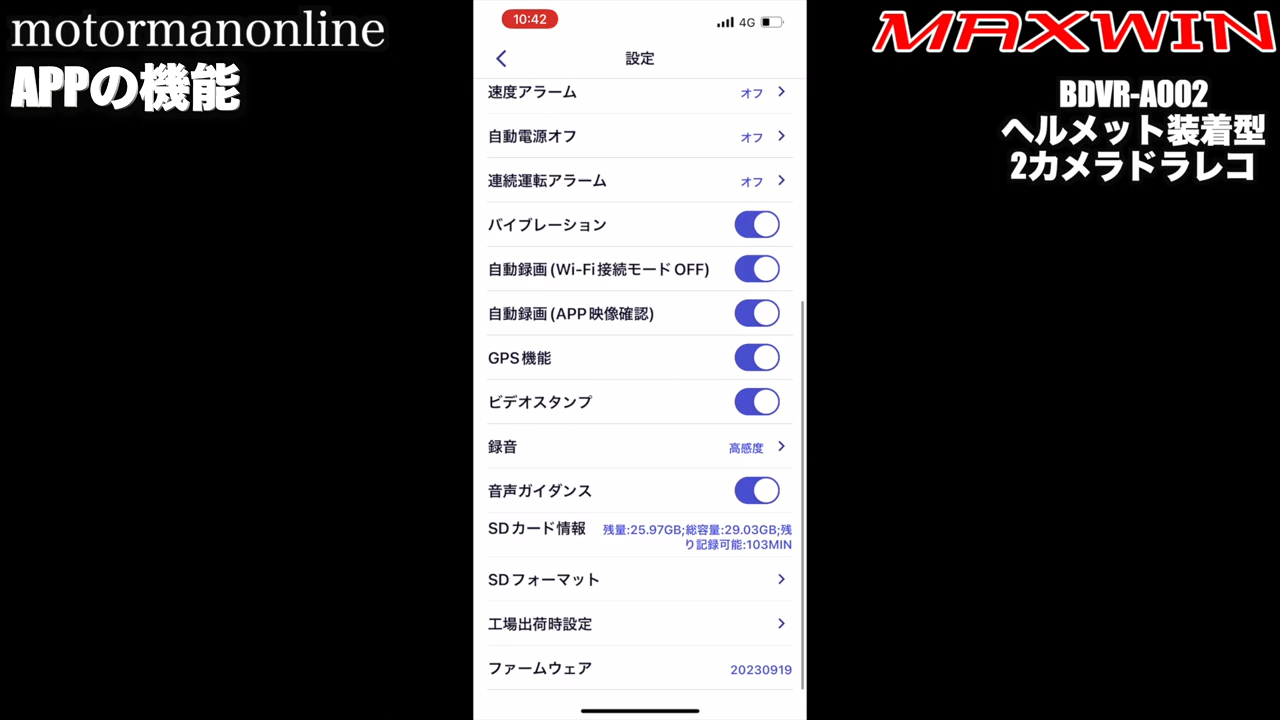 motormanonline
APPの機能
MAXWIN
BDVR-A002
ヘルメット装着型
2カメラドラレコ
10:42
4G
設定
速度アラーム オフ
自動電源オフ オフ
連続運転アラーム オフ
バイブレーション
自動録画(Wi-Fi接続モードOFF)
自動録画(APP映像確認)
GPS機能
ビデオスタンプ
録音 高感度
音声ガイダンス
SDカード情報 残量:25.97GB;総容量:29.03GB;残
り記録可能:103MIN
SDフォーマット
工場出荷時設定
ファームウェア 20230919